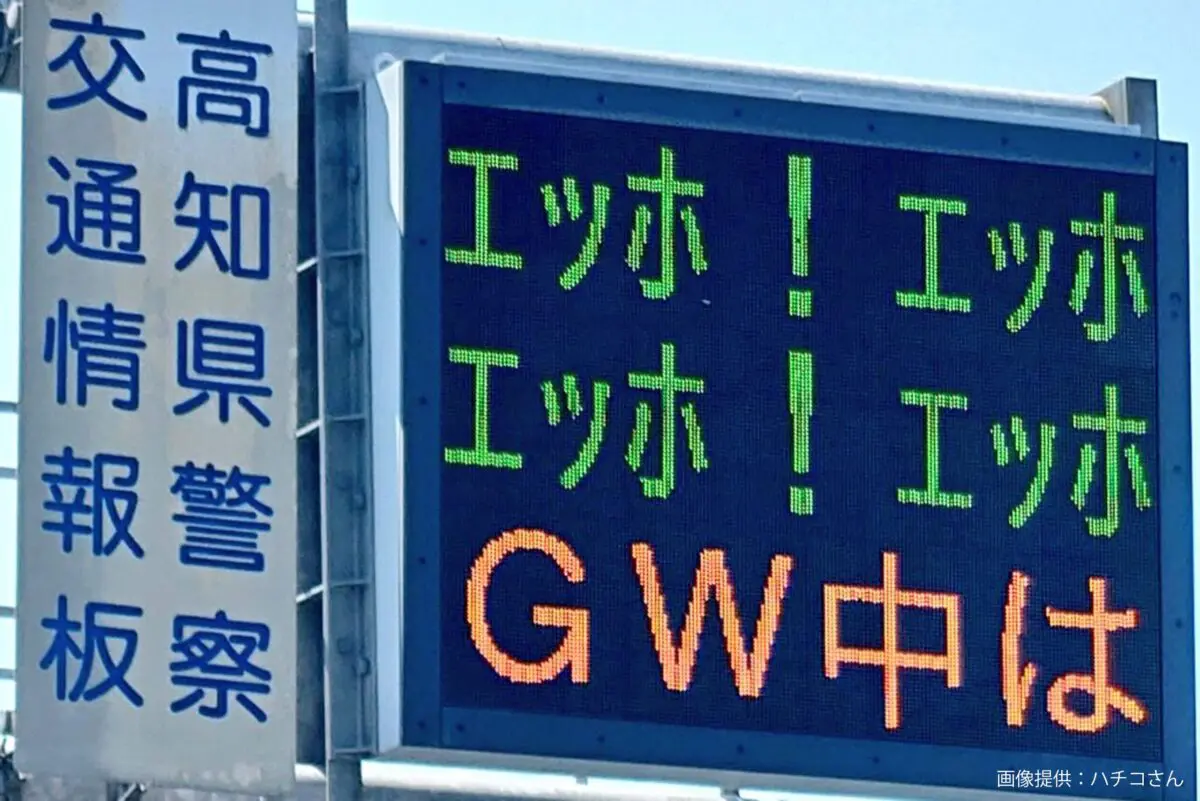 高知県警察
交通情報板
エッホ！エッホ
エッホ！エッホ
GW中は
画像提供：ハチコさん